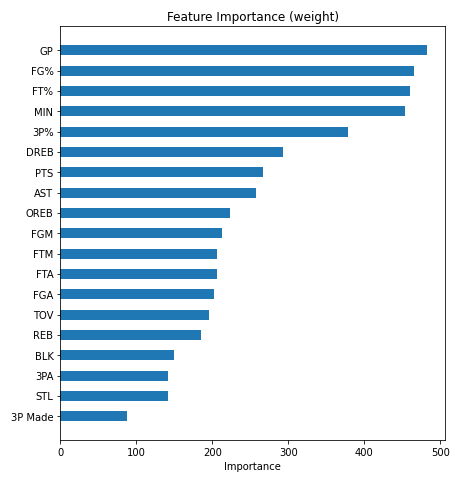 Feature Importance (weight)
GP
FG%
FT%
MIN
3P%
DREB
PTS
AST
OREB
FGM
FTM
FTA
FGA
TOV
REB
BLK
3PA
STL
3P Made
0 100 200 300 400 500
Importance